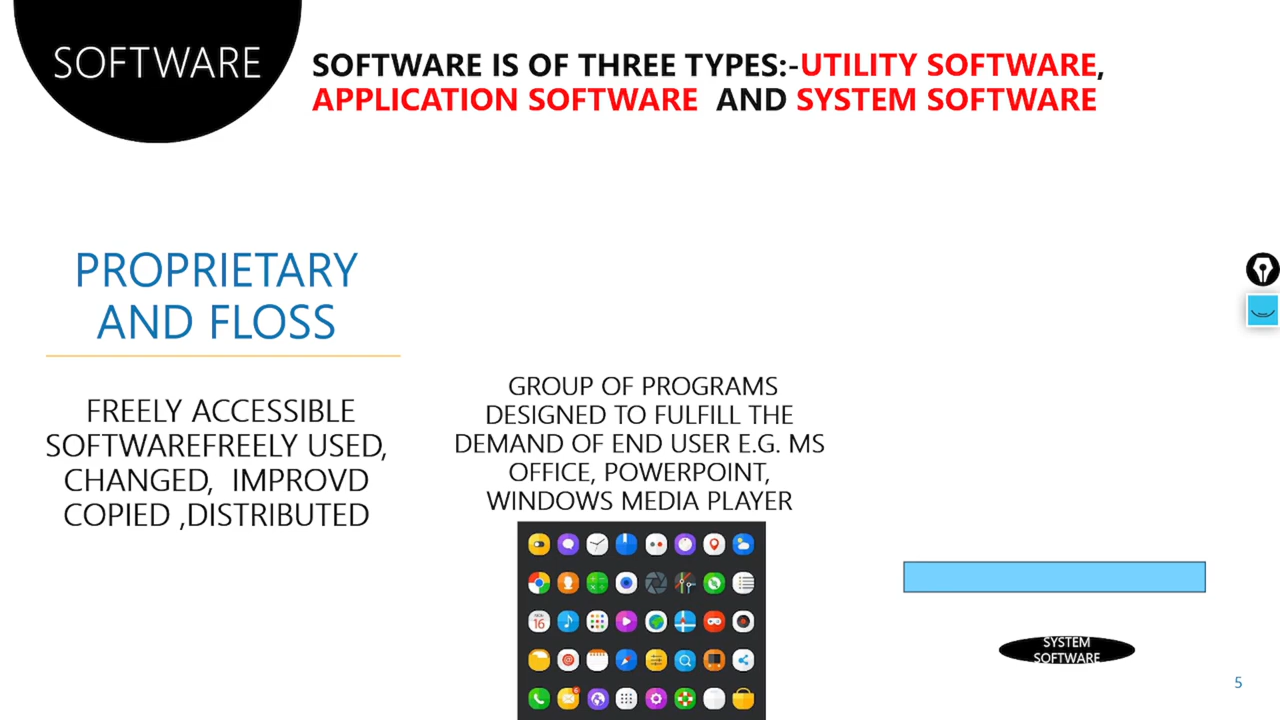 SOFTWARE
SOFTWARE IS OF THREE TYPES:-UTILITY SOFTWARE,
APPLICATION SOFTWARE AND SYSTEM SOFTWARE
PROPRIETARY
AND FLOSS
FREELY ACCESSIBLE
SOFTWAREFREELY USED,
CHANGED, IMPROVD
COPIED ,DISTRIBUTED
GROUP OF PROGRAMS
DESIGNED TO FULFILL THE
DEMAND OF END USER E.G. MS
OFFICE, POWERPOINT,
WINDOWS MEDIA PLAYER
16
SYSTEM
SOFTWARE
5